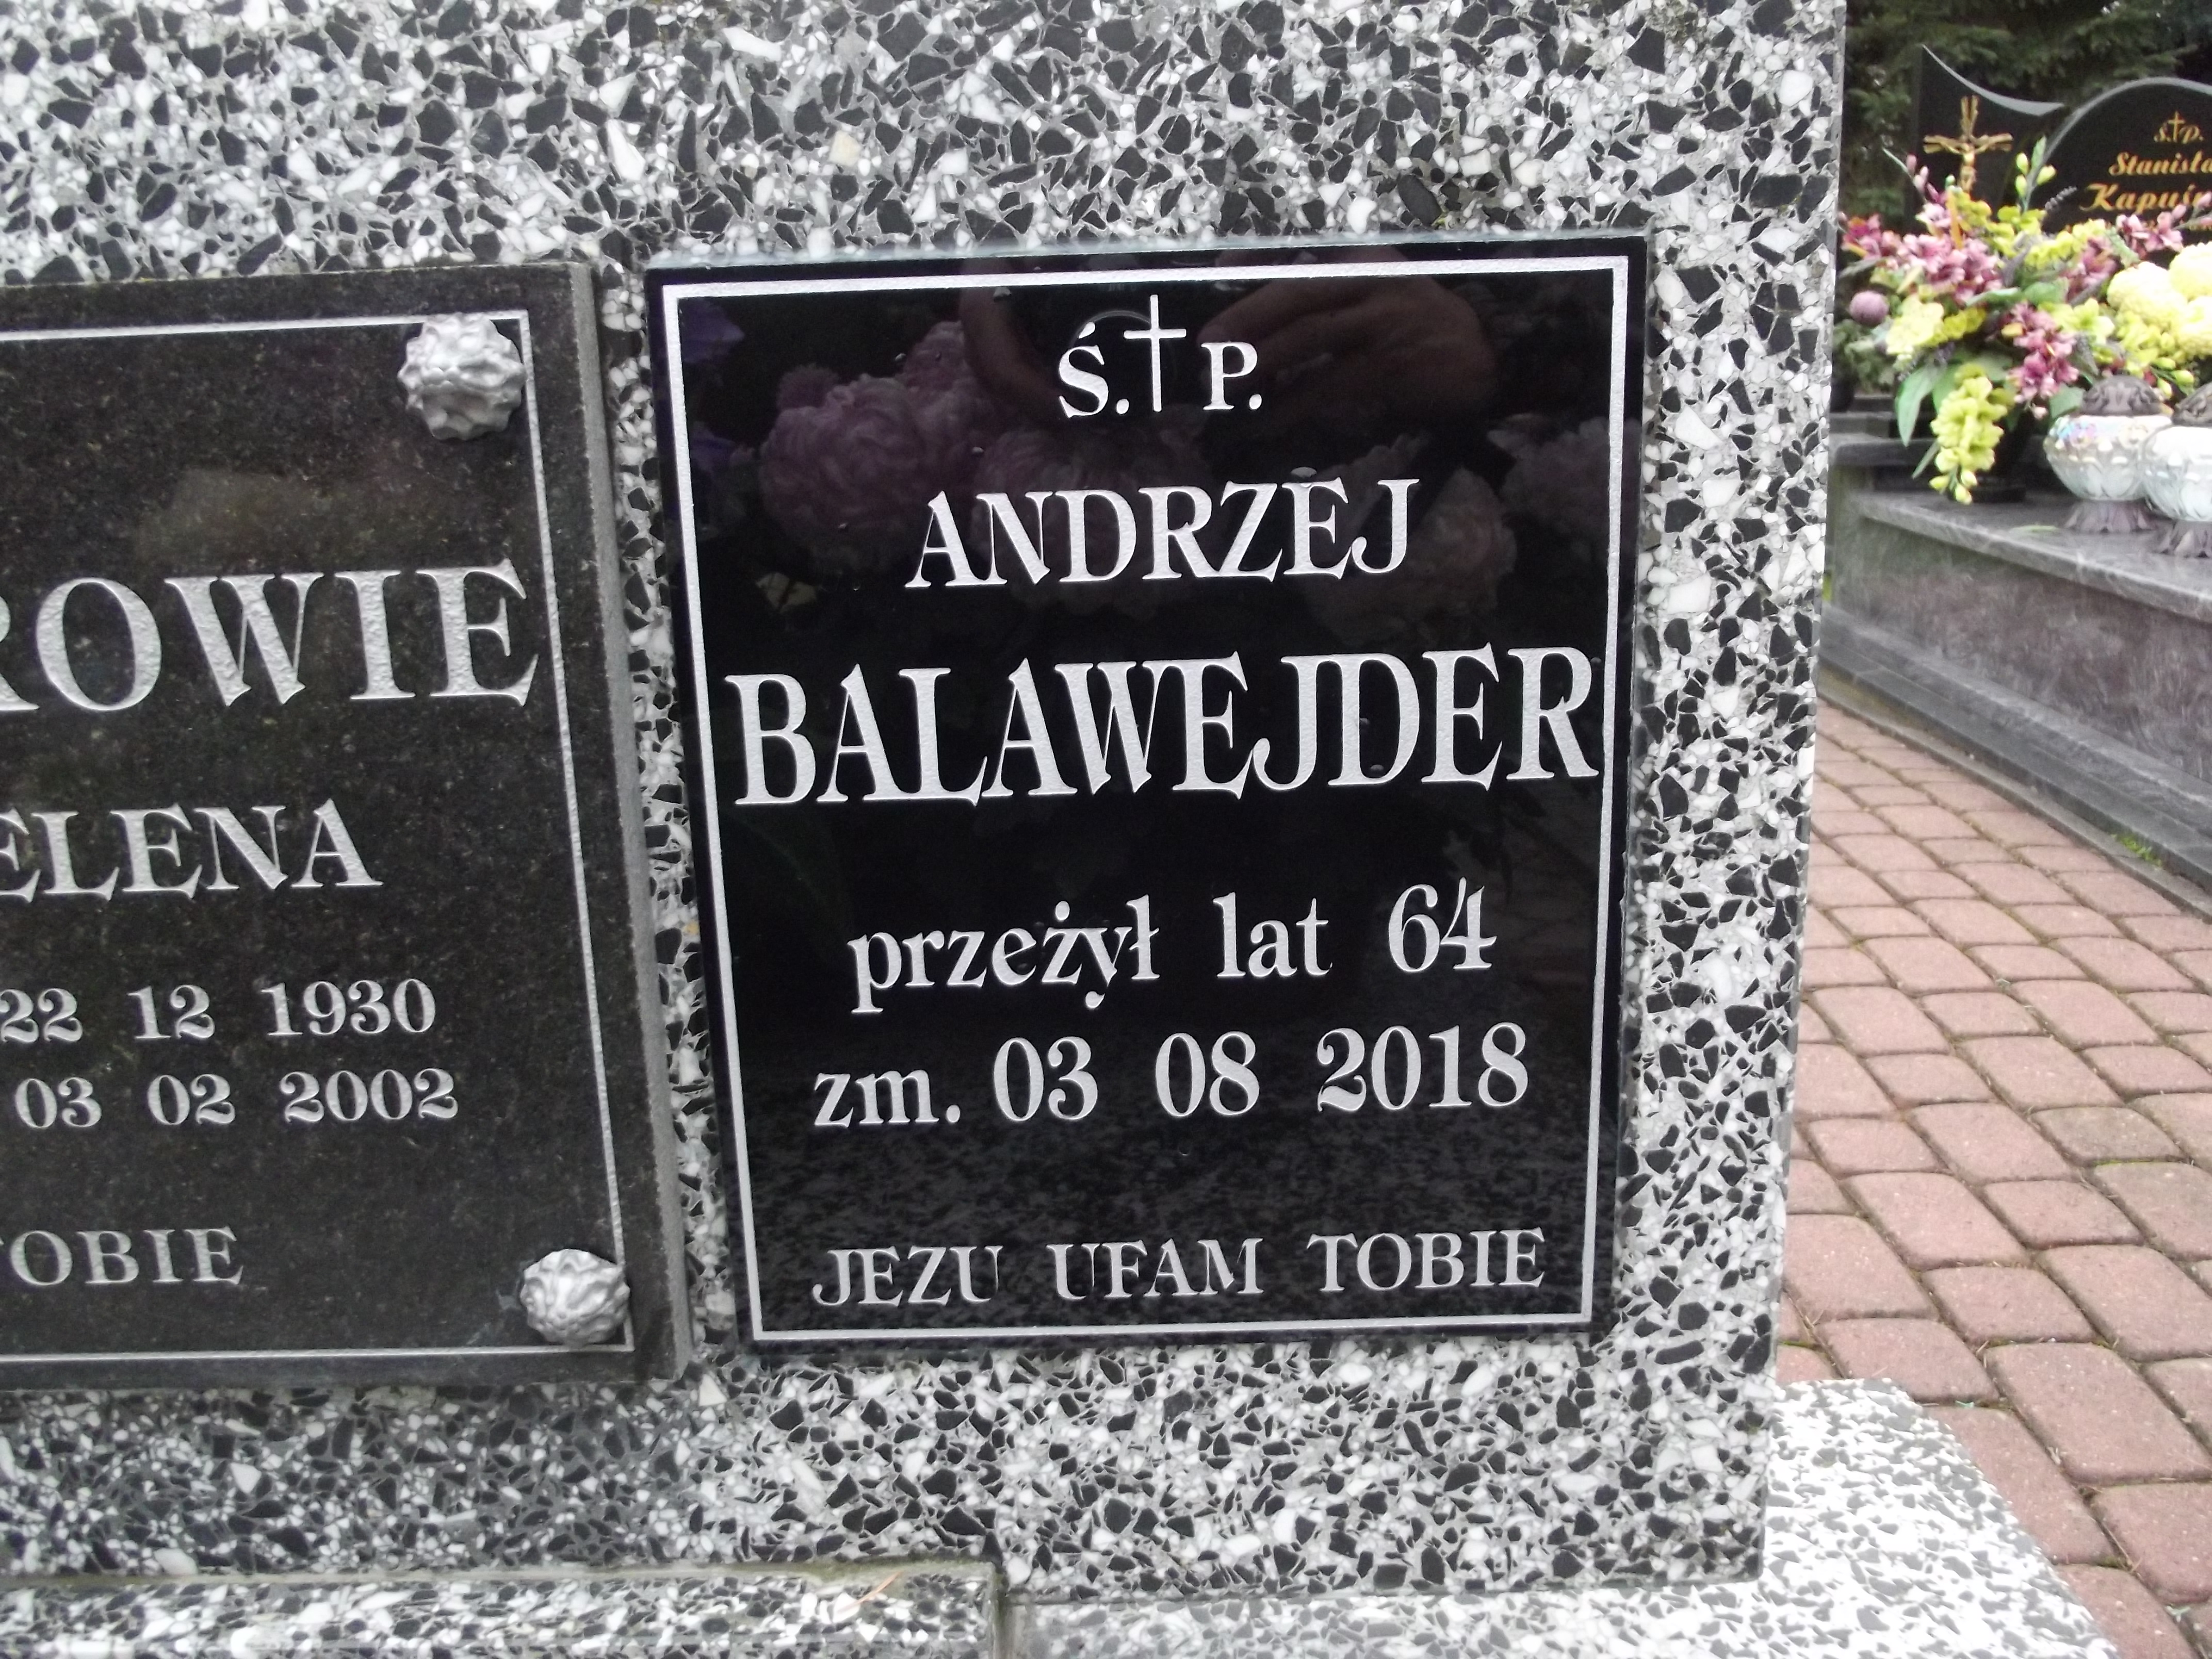 ROWIE
ELENA
22 12 1930
03 02 2002
TOBIE
Ś. P.
ANDRZEJ
BALAWEJDER
przeżył lat 64
zm. 03 08 2018
JEZU UFAM TOBIE
Ś P.